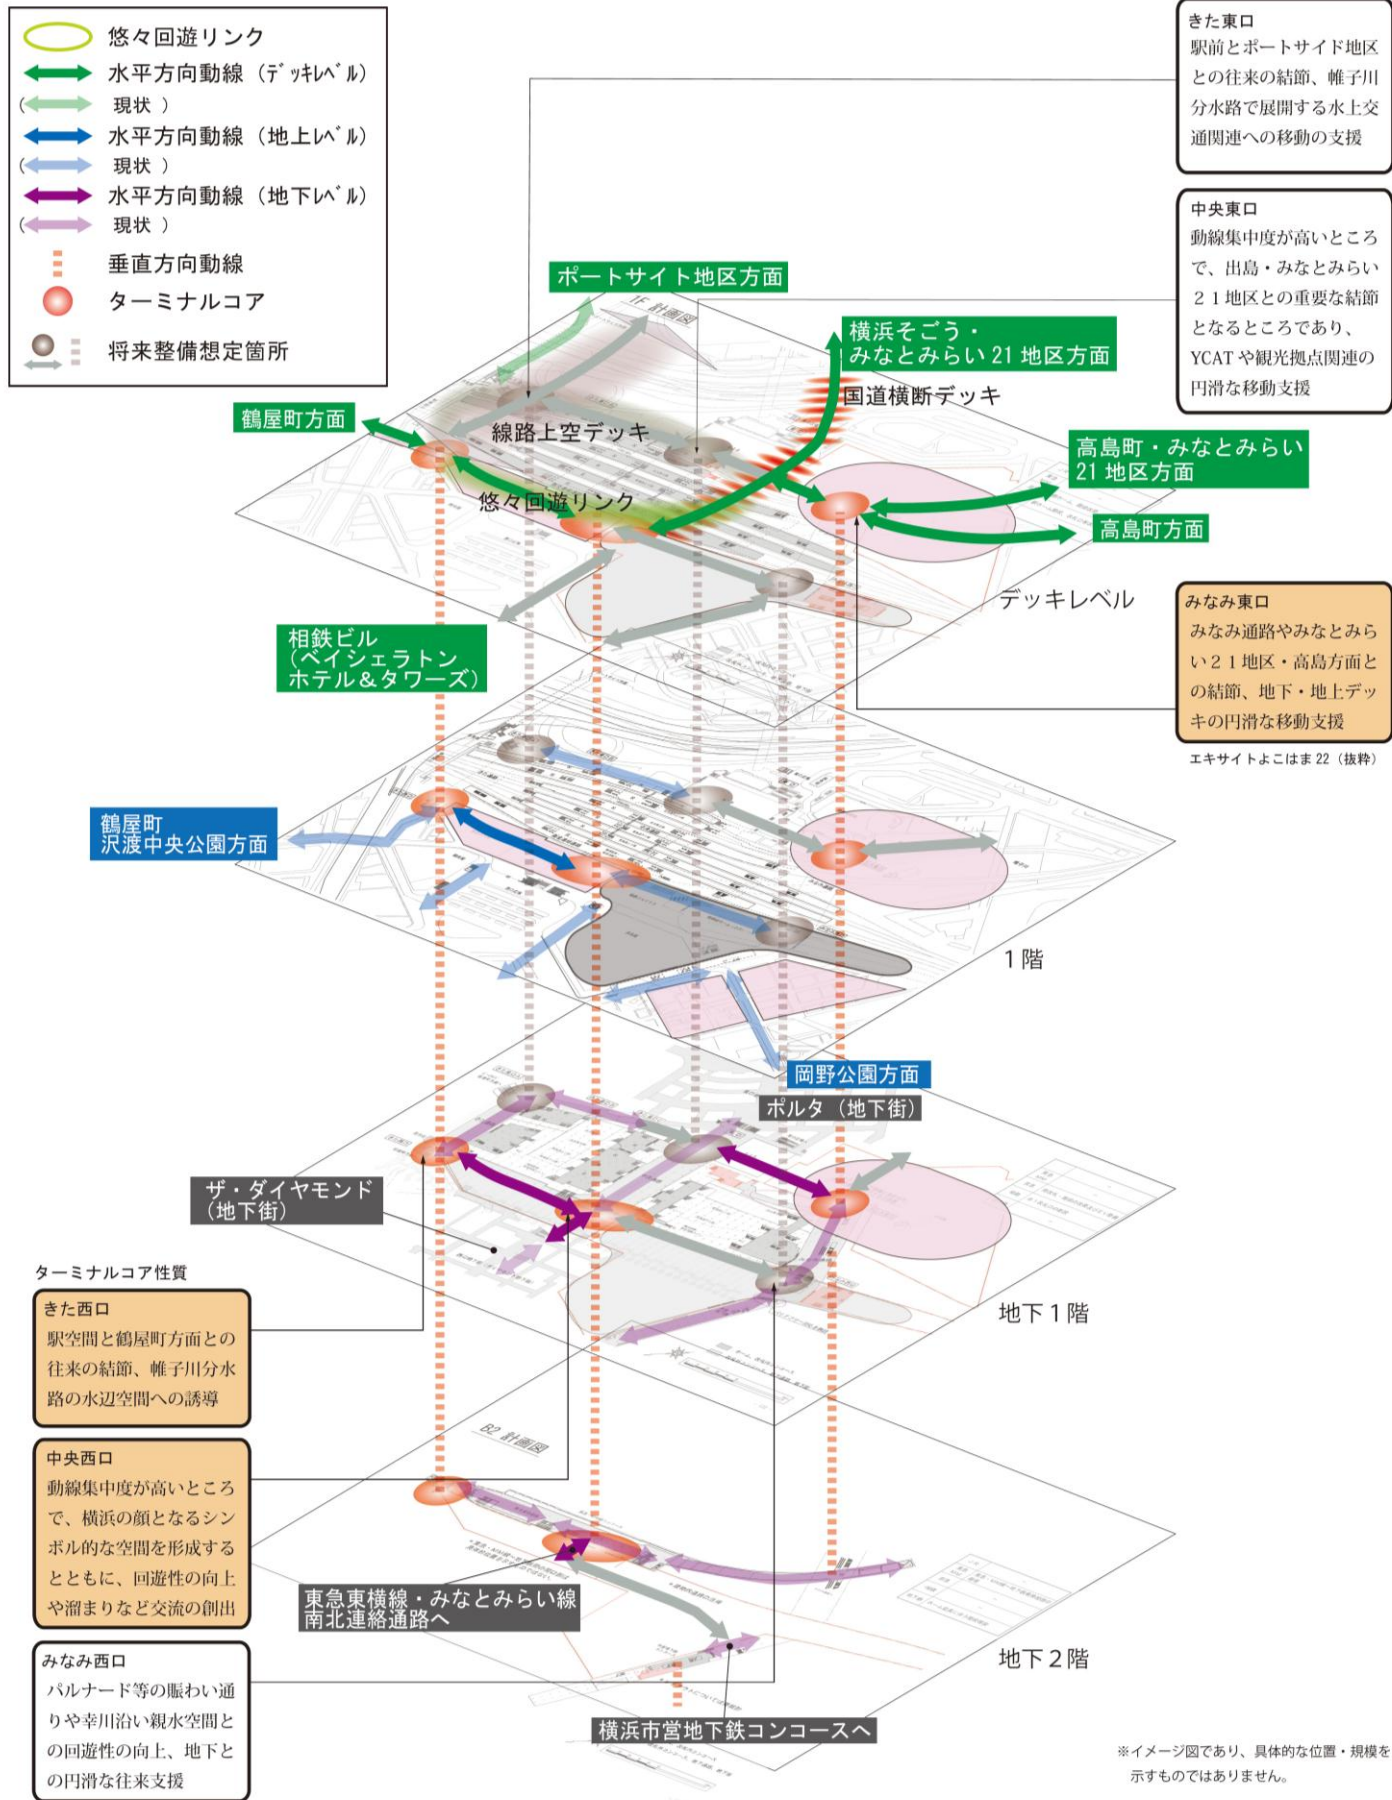 悠々回遊リンク
水平方向動線（ﾃﾞｯｷﾚﾍﾞﾙ）
（ 現状 ）
水平方向動線（地上ﾚﾍﾞﾙ）
（ 現状 ）
水平方向動線（地下ﾚﾍﾞﾙ）
（ 現状 ）
垂直方向動線
ターミナルコア
将来整備想定箇所
きた東口
駅前とポートサイド地区
との往来の結節、帷子川
分水路で展開する水上交
通関連への移動の支援
中央東口
動線集中度が高いところ
で、出島・みなとみらい
２１地区との重要な結節
となるところであり、
YCAT や観光拠点関連の
円滑な移動支援
ポートサイト地区方面
1F 計画図
横浜そごう・
みなとみらい 21 地区方面
国道横断デッキ
鶴屋町方面
線路上空デッキ
高島町・みなとみらい
21 地区方面
悠々回遊リンク
高島町方面
デッキレベル
相鉄ビル
（ベイシェラトン
ホテル＆タワーズ）
みなみ東口
みなみ通路やみなとみら
い２１地区・高島方面と
の結節、地下・地上デッ
キの円滑な移動支援
エキサイトよこはま 22（抜粋）
鶴屋町
沢渡中央公園方面
1 階
岡野公園方面
ポルタ（地下街）
ザ・ダイヤモンド
（地下街）
地下 1 階
ターミナルコア性質
きた西口
駅空間と鶴屋町方面との
往来の結節、帷子川分水
路の水辺空間への誘導
中央西口
動線集中度が高いところ
で、横浜の顔となるシン
ボル的な空間を形成する
とともに、回遊性の向上
や溜まりなど交流の創出
B2 計画図
東急東横線・みなとみらい線
南北連絡通路へ
地下 2 階
みなみ西口
パルナード等の賑わい通
りや幸川沿い親水空間と
の回遊性の向上、地下と
の円滑な往来支援
横浜市営地下鉄コンコースへ
※イメージ図であり、具体的な位置・規模を
示すものではありません。